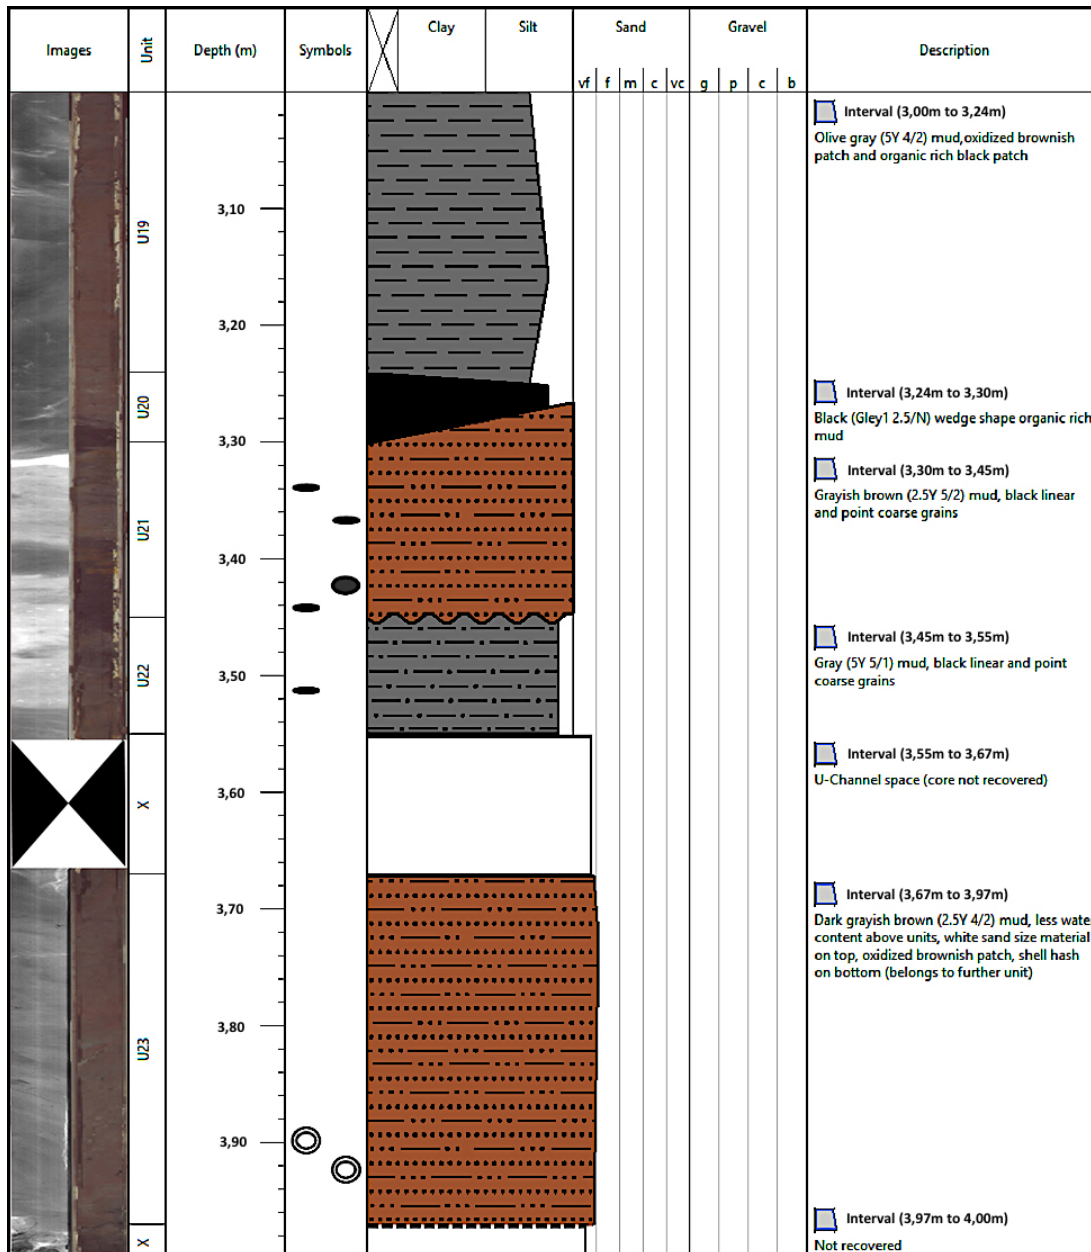 Images
Unit
Depth (m)
Symbols
Clay
Silt
Sand
Gravel
Description
vf
f
m
c
vc
g
p
c
b
Interval (3,00m to 3,24m)
Olive gray (5Y 4/2) mud,oxidized brownish
patch and organic rich black patch
U19
3,10
3,20
U20
Interval (3,24m to 3,30m)
Black (Gley1 2.5/N) wedge shape organic rich
mud
3,30
Interval (3,30m to 3,45m)
Grayish brown (2.5Y 5/2) mud, black linear
and point coarse grains
U21
3,40
Interval (3,45m to 3,55m)
Gray (5Y 5/1) mud, black linear and point
coarse grains
U22
3,50
Interval (3,55m to 3,67m)
U-Channel space (core not recovered)
X
3,60
Interval (3,67m to 3,97m)
Dark grayish brown (2.5Y 4/2) mud, less wate
content above units, white sand size material
on top, oxidized brownish patch, shell hash
on bottom (belongs to further unit)
3,70
U23
3,80
3,90
Interval (3,97m to 4,00m)
Not recovered
X